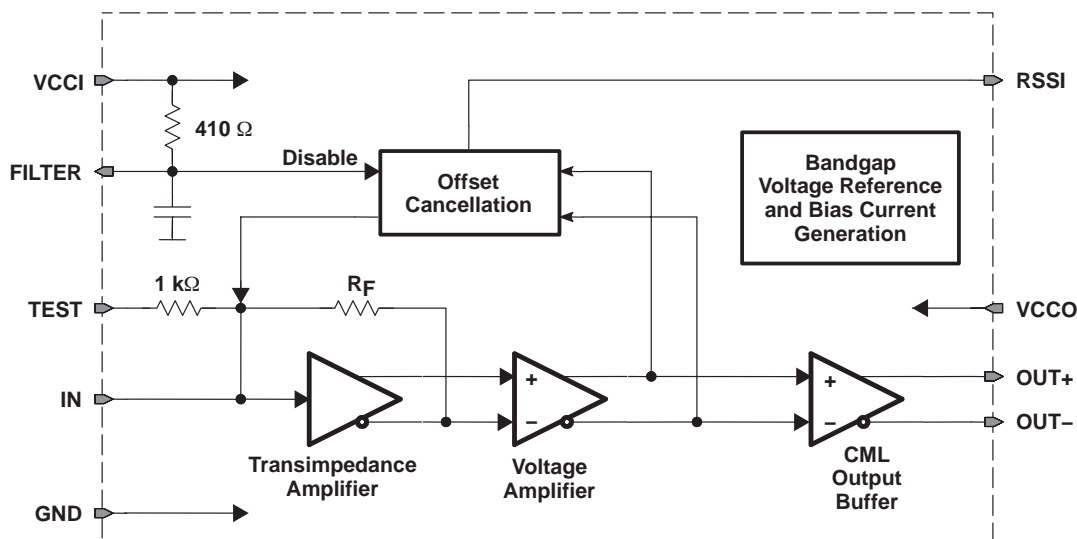 VCCI
RSSI
410 Ω
FILTER
Disable
Offset
Cancellation
Bandgap
Voltage Reference
and Bias Current
Generation
1 kΩ
RF
TEST
VCCO
+
+
OUT+
IN
−
−
OUT−
Transimpedance
Amplifier
Voltage
Amplifier
CML
Output
Buffer
GND